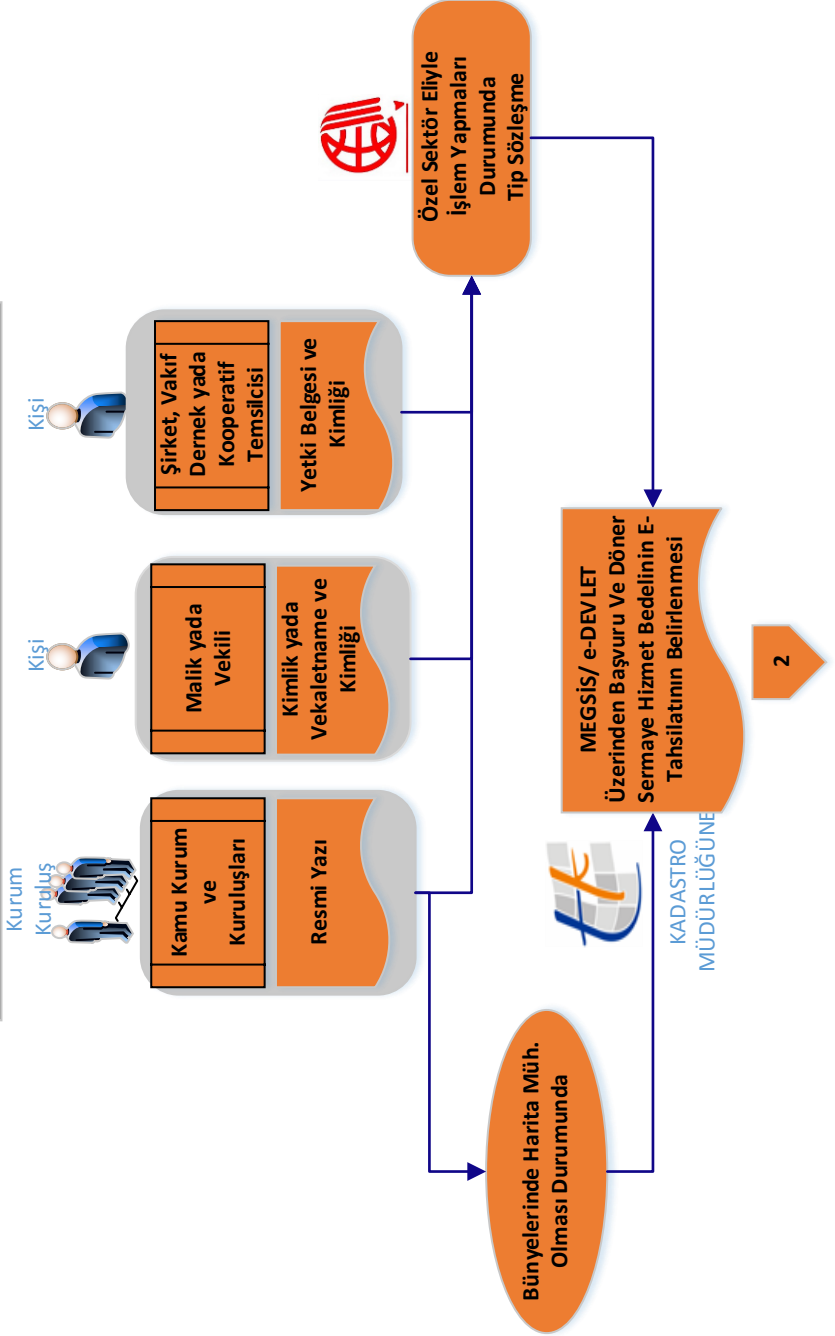 Kurum
Kuruluş
Kamu Kurum
ve
Kuruluşları
Resmi Yazı
Kişi
Malik yada
Vekili
Kimlik yada
Vekaletname ve
Kimliği
Kişi
Şirket, Vakıf
Dernek yada
Kooperatif
Temsilcisi
Yetki Belgesi ve
Kimliği
Özel Sektör Eliyle
İşlem Yapmaları
Durumunda
Tip Sözleşme
Bünyelerinde Harita Müh.
Olması Durumunda
KADASTRO
MÜDÜRLÜĞÜNE
MEGSİS/ e-DEVLET
Üzerinden Başvuru Ve Döner
Sermaye Hizmet Bedelinin E-
Tahsilatının Belirlenmesi
2